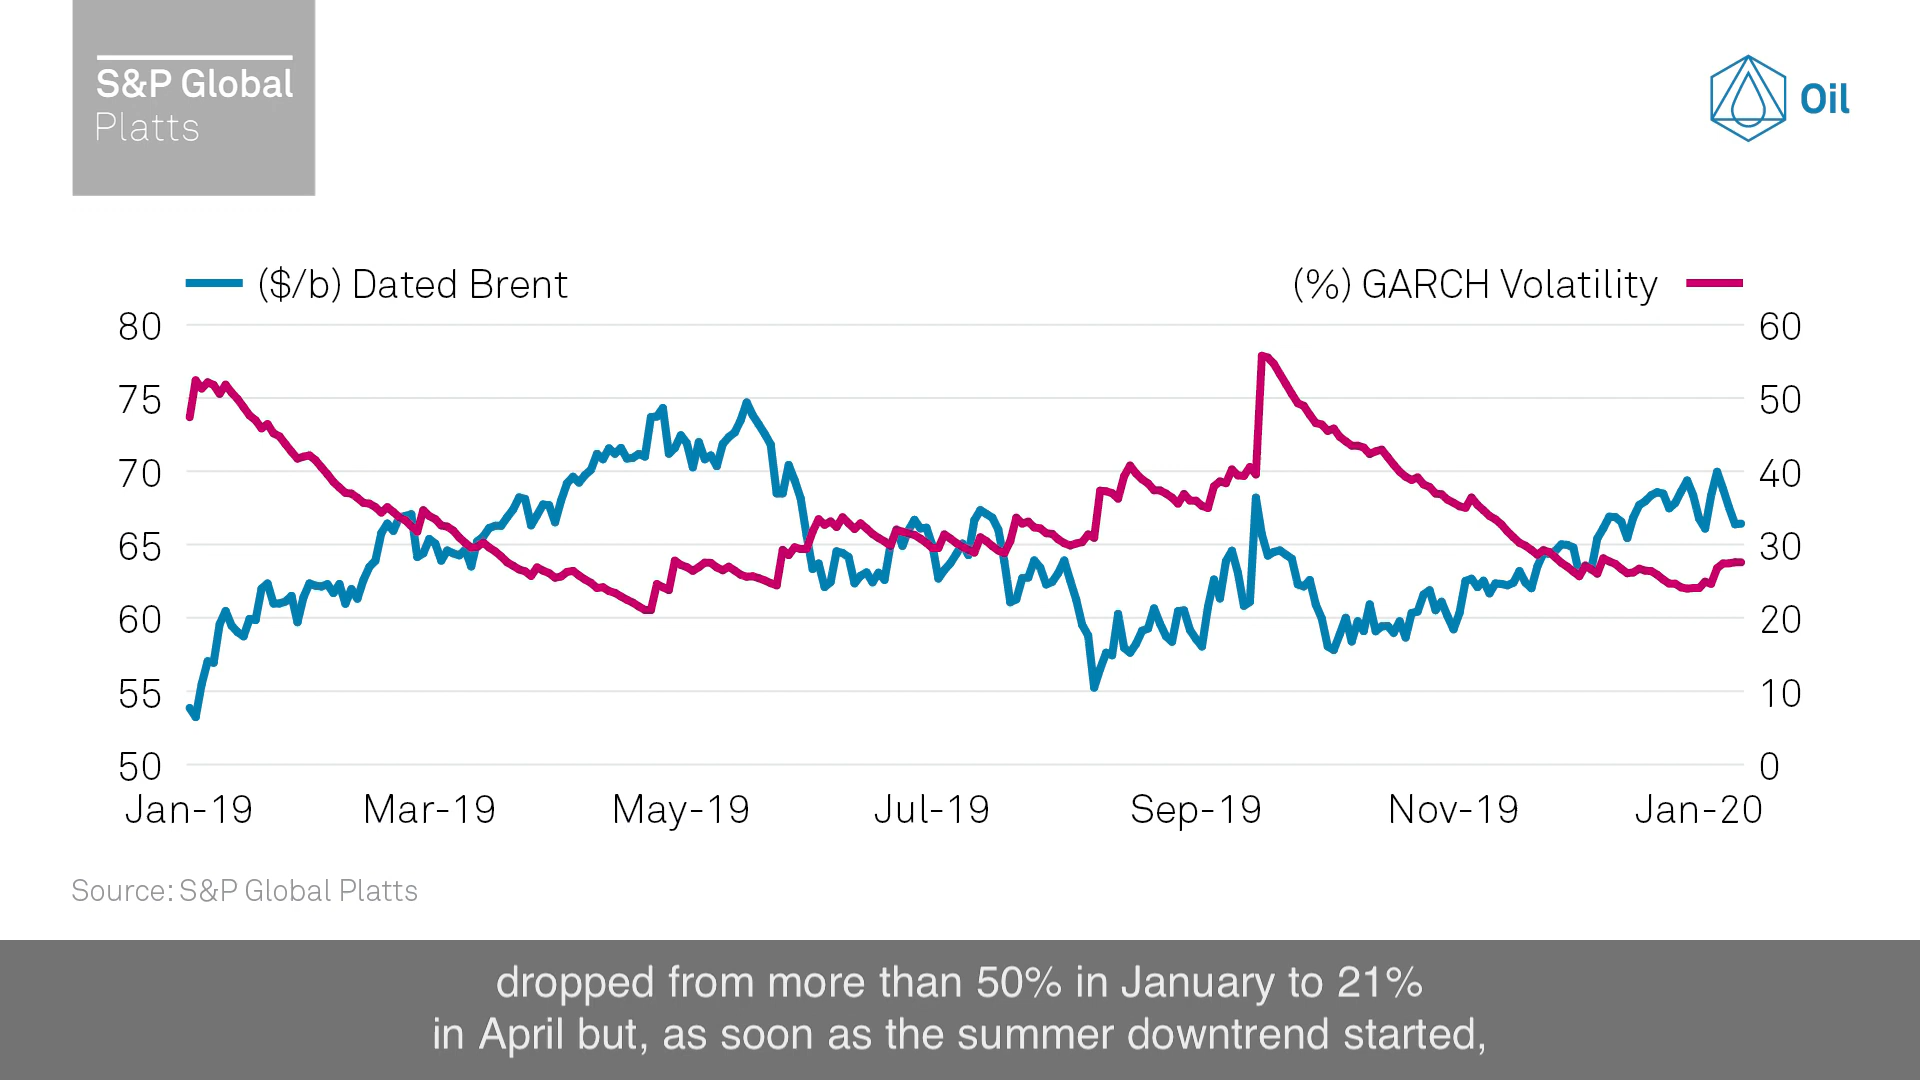 S&P Global
Platts
Oil
($/b) Dated Brent
(%) GARCH Volatility
80
75
70
65
60
55
50
60
50
40
30
20
10
0
Jan-19 Mar-19 May-19 Jul-19 Sep-19 Nov-19 Jan-20
Source: S&P Global Platts
dropped from more than 50% in January to 21%
in April but, as soon as the summer downtrend started,